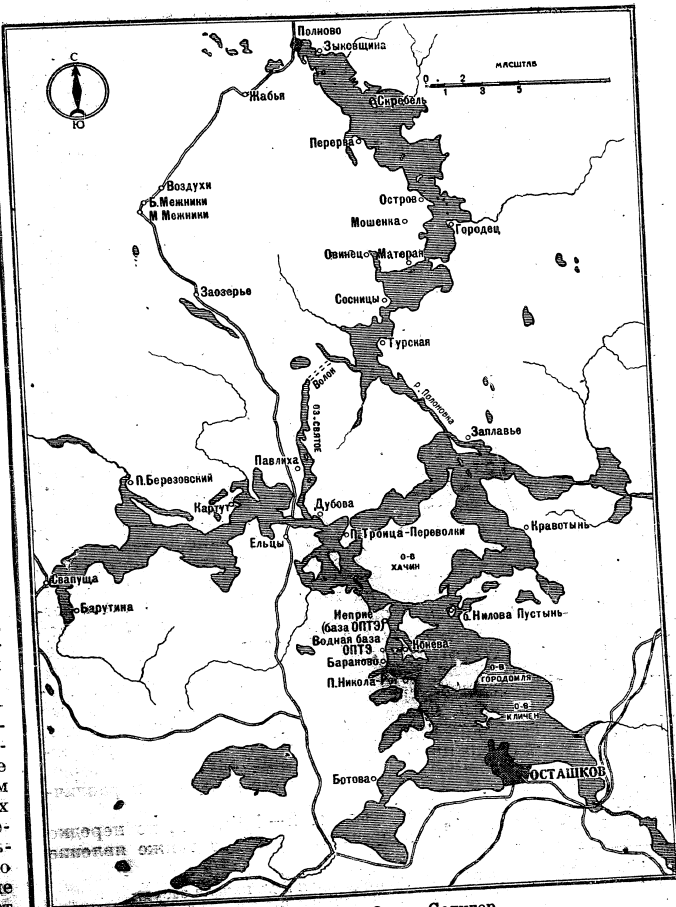 Полново
Зыковщина
МАСШТАБ
0 2
1 3 5
С
Ю
Жабья
Скребель
Перерва
Воздухи
Б. Межники
М Межники
Остров
Мошенка
Городец
Овинец
Матерая
Заозерье
Сосницы
Турская
Волок
р. Полоновка
оз. СВЯТОЕ
Заплавье
Павлиха
П. Березовский
Картун
Дубова
Кравотынь
Ельцы
П. Троица-Переволки
О-В
ХАЧИН
Свапуща
Барутина
б. Нилова Пустынь
Неприе
(база ОПТЭ)
Водная база
ОПТЭ
Конева
Бараново
П. Никола-Р
О-В
ГОРОДОМЛЯ
О-В
КЛИЧЕН
Ботова
ОСТАШКОВ
Селигер